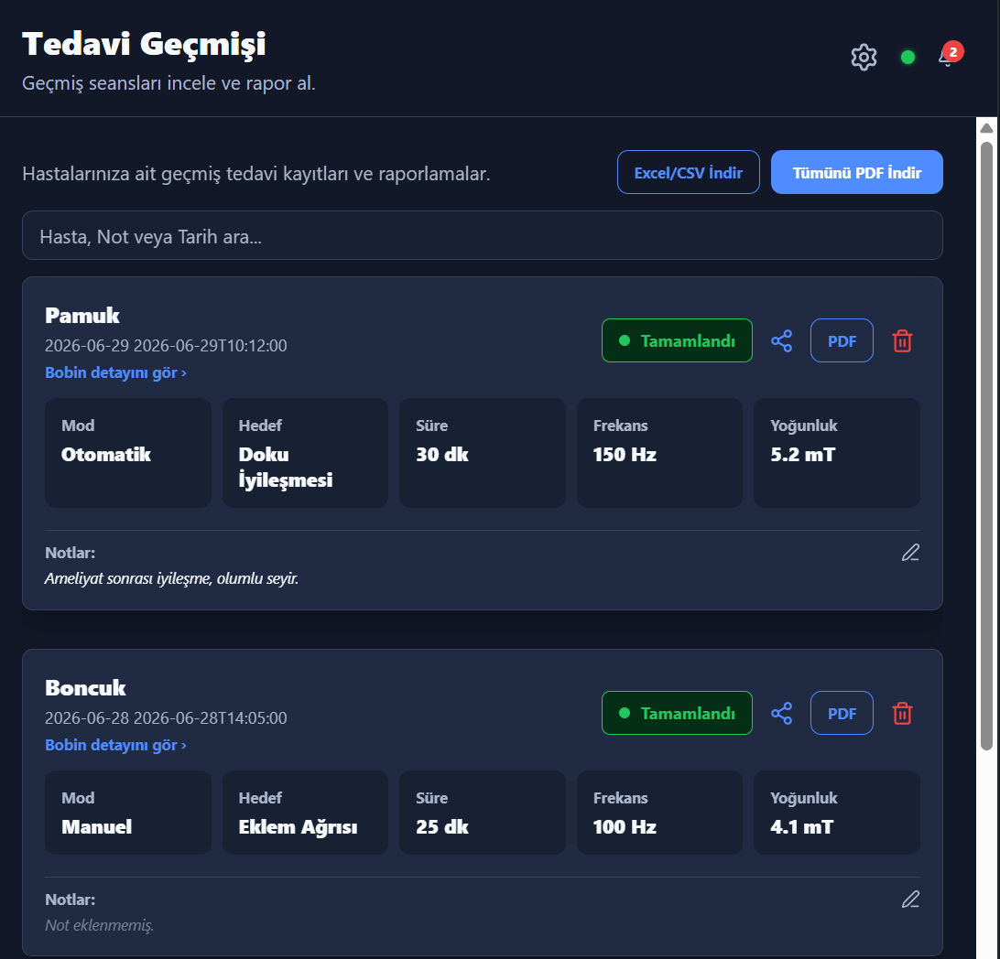 Tedavi Geçmişi
Geçmiş seansları incele ve rapor al.
2
Hastalarınıza ait geçmiş tedavi kayıtları ve raporlamalar.
Excel/CSV İndir
Tümünü PDF İndir
Hasta, Not veya Tarih ara...
Pamuk
2026-06-29 2026-06-29T10:12:00
Bobin detayını gör ›
Tamamlandı
PDF
Mod
Otomatik
Hedef
Doku
İyileşmesi
Süre
30 dk
Frekans
150 Hz
Yoğunluk
5.2 mT
Notlar:
Ameliyat sonrası iyileşme, olumlu seyir.
Boncuk
2026-06-28 2026-06-28T14:05:00
Bobin detayını gör ›
Tamamlandı
PDF
Mod
Manuel
Hedef
Eklem Ağrısı
Süre
25 dk
Frekans
100 Hz
Yoğunluk
4.1 mT
Notlar:
Not eklenmemiş.